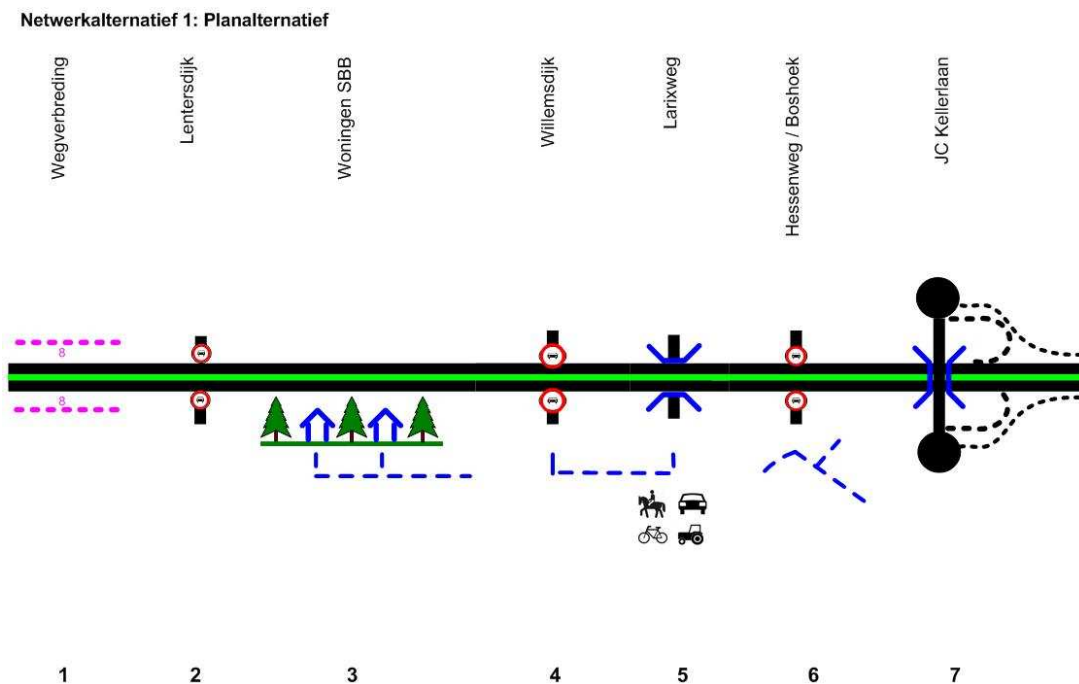 Netwerkalternatief 1: Planalternatief
Wegverbreding
Lentersdijk
Woningen SBB
Willemsdijk
Larixweg
Hessenweg / Boshoek
JC Kellerlaan
8
8
1 2 3 4 5 6 7